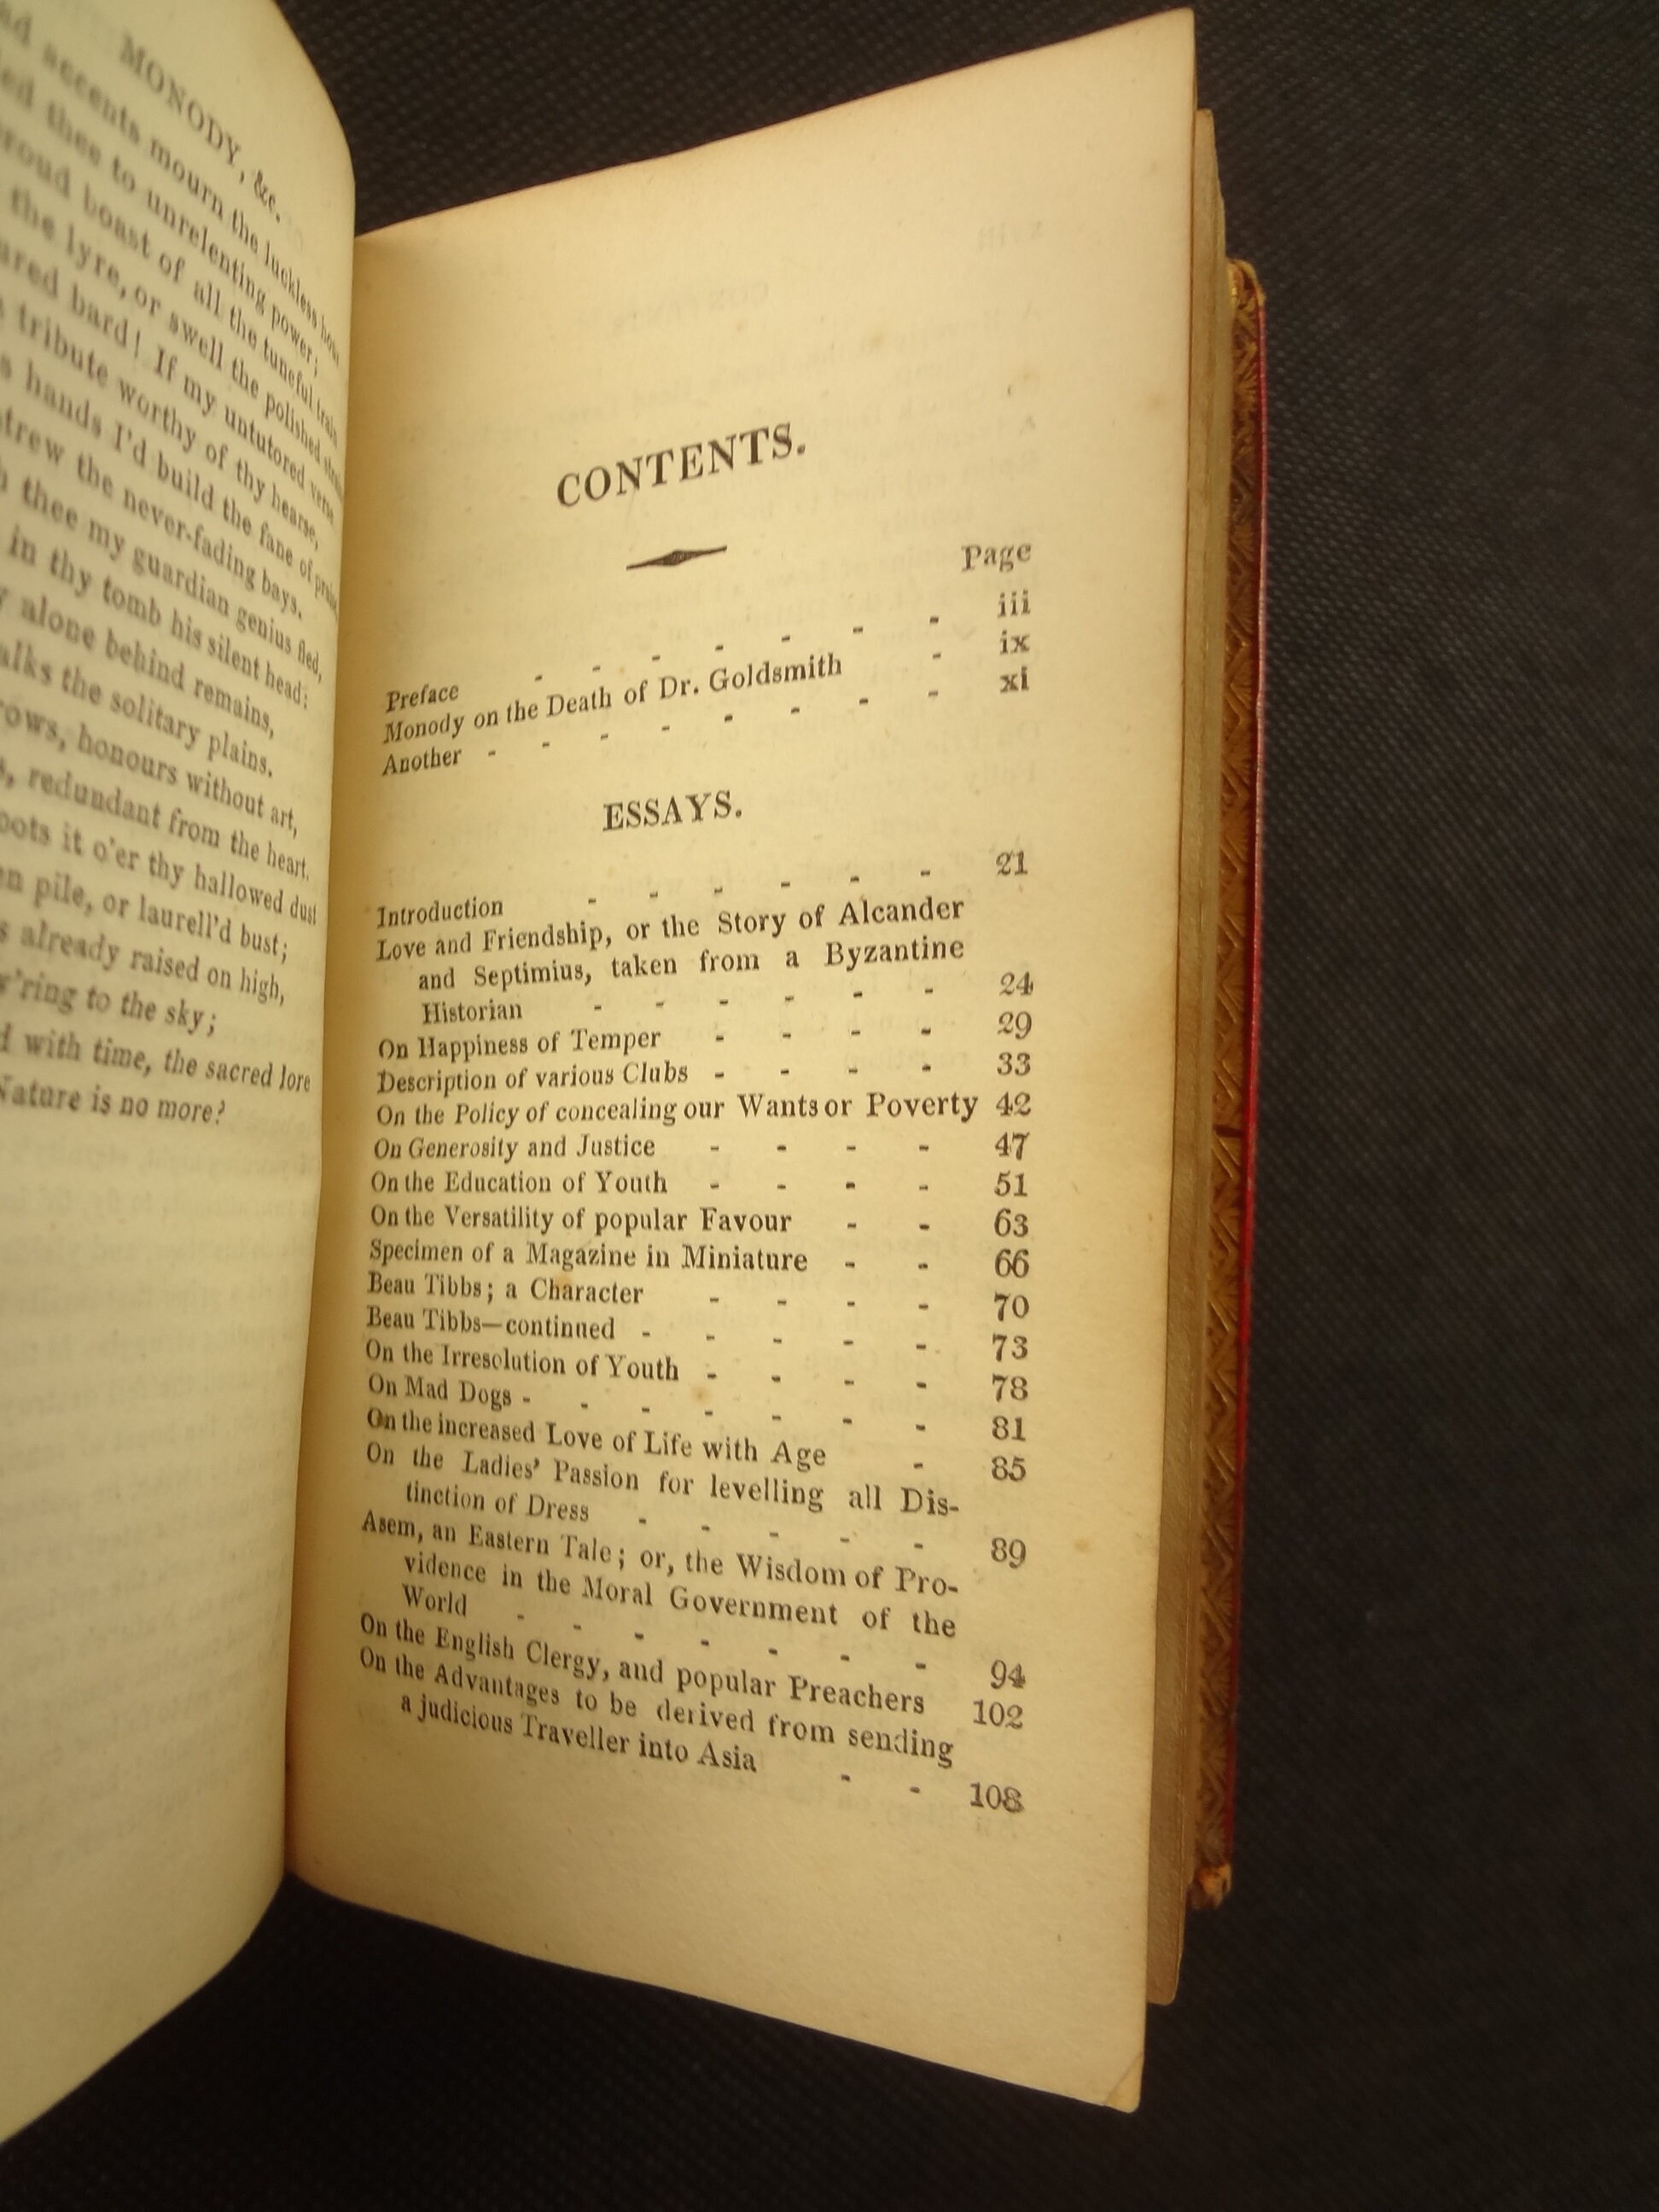 MONODY, &c.
accents mourn the luckless hour
thee to unrelenting power;
boast of all the tuneful train
the lyre, or swell the polished strain
bard! If my untutored verse
tribute worthy of thy hearse,
hands I'd build the fane of praise,
the never-fading bays.
thee my guardian genius fled,
in thy tomb his silent head;
alone behind remains,
the solitary plains.
honours without art,
redundant from the heart.
it o'er thy hallowed dust
pile, or laurell'd bust;
already raised on high,
to the sky;
with time, the sacred lore
Nature is no more?
CONTENTS.
Page
Preface - - - - - - - iii
Monody on the Death of Dr. Goldsmith - ix
Another - - - - - - - - xi
ESSAYS.
Introduction - - - - - - 21
Love and Friendship, or the Story of Alcander
and Septimius, taken from a Byzantine
Historian - - - - - - 24
On Happiness of Temper - - - - 29
Description of various Clubs - - - - 33
On the Policy of concealing our Wants or Poverty 42
On Generosity and Justice - - - - 47
On the Education of Youth - - - - 51
On the Versatility of popular Favour - - 63
Specimen of a Magazine in Miniature - - 66
Beau Tibbs; a Character - - - - 70
Beau Tibbs—continued - - - - - 73
On the Irresolution of Youth - - - - 78
On Mad Dogs - - - - - - - 81
On the increased Love of Life with Age - 85
On the Ladies' Passion for levelling all Dis-
tinction of Dress - - - - - 89
Asem, an Eastern Tale; or, the Wisdom of Pro-
vidence in the Moral Government of the
World - - - - - - - 94
On the English Clergy, and popular Preachers 102
On the Advantages to be derived from sending
a judicious Traveller into Asia - - 108